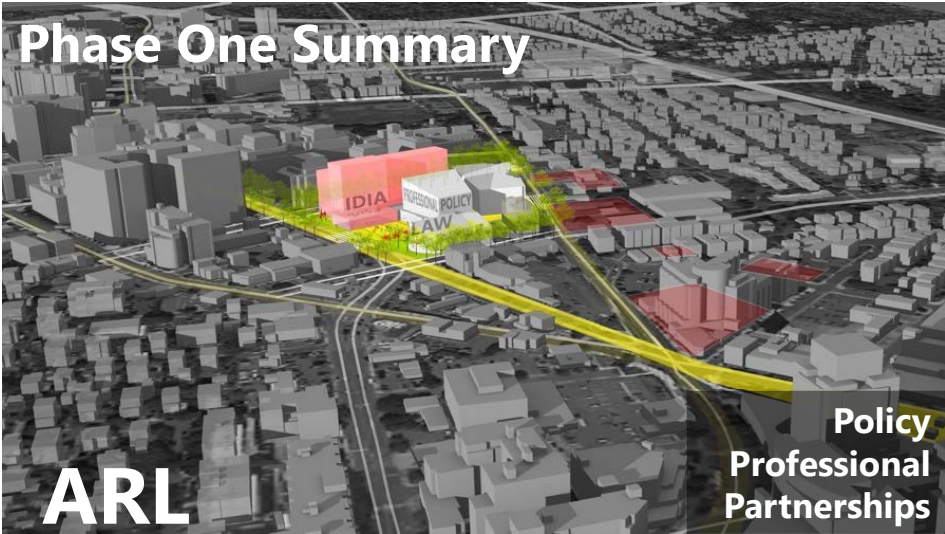 Phase One Summary
IDIA
PROFESSIONAL POLICY
LAW
ARL
Policy
Professional
Partnerships